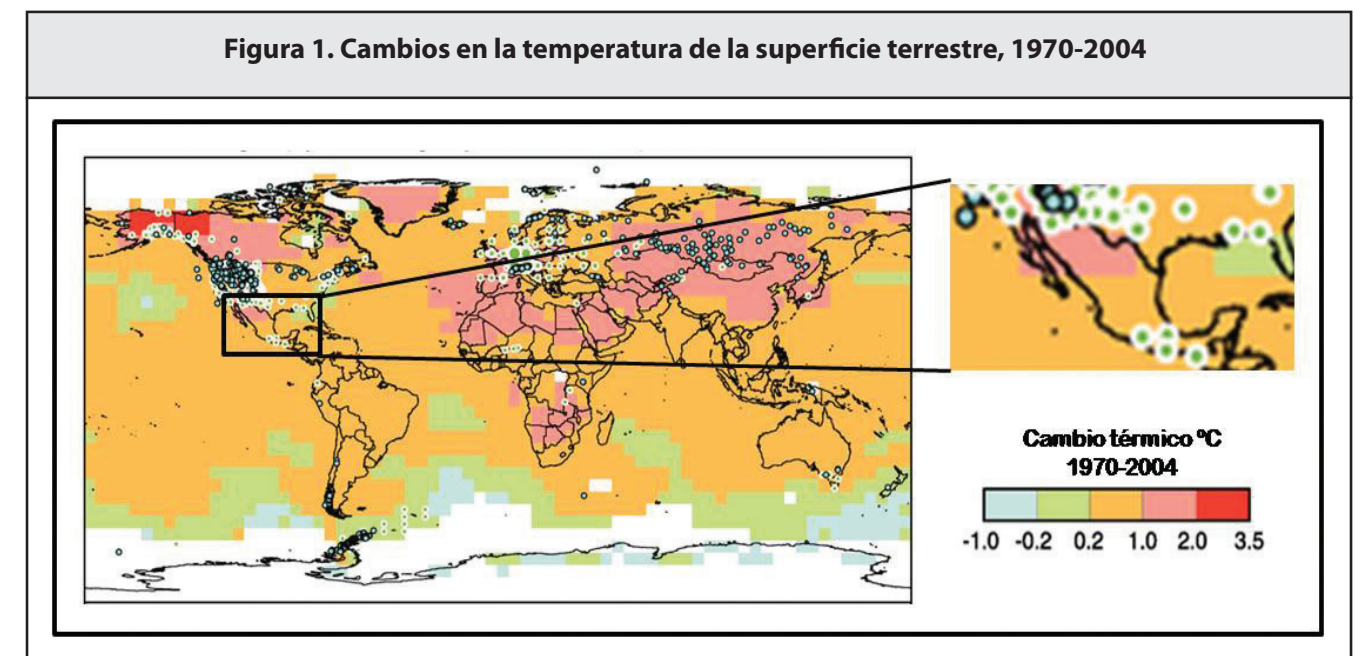 Figura 1. Cambios en la temperatura de la superficie terrestre, 1970-2004
Cambio térmico ºC
1970-2004
-1.0 -0.2 0.2 1.0 2.0 3.5